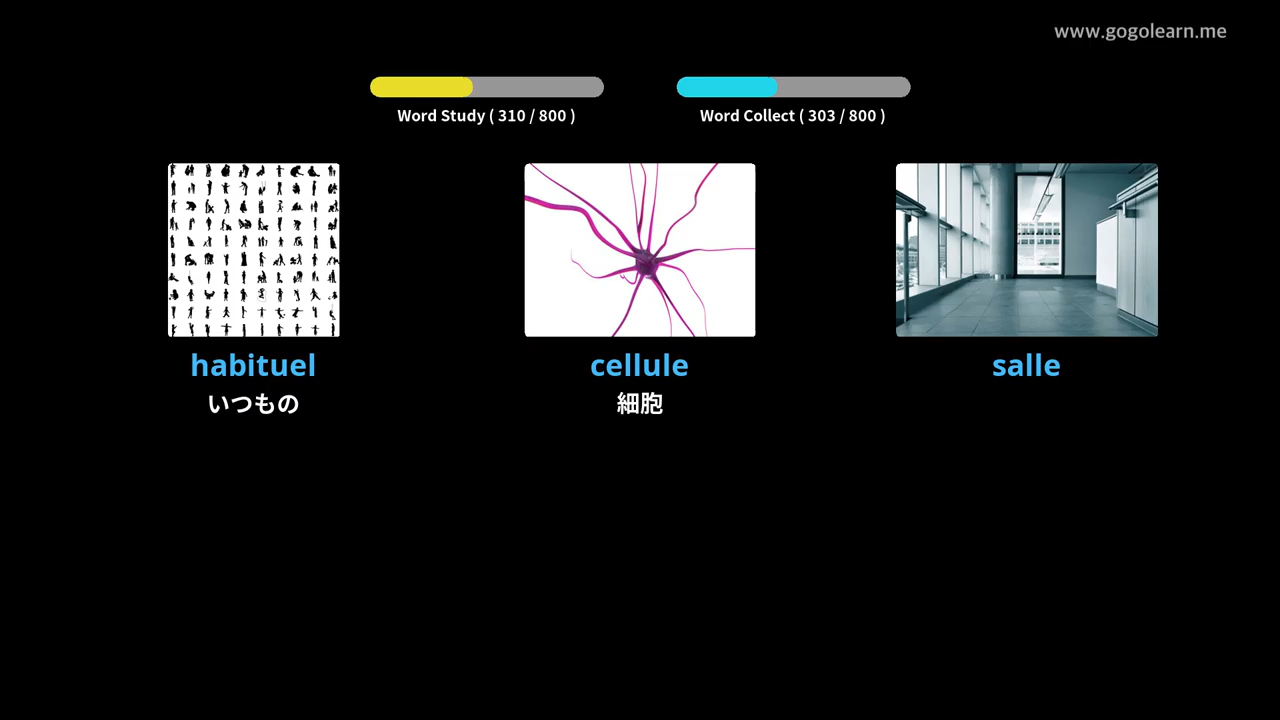 www.gogolearn.me
Word Study ( 310 / 800 )
Word Collect ( 303 / 800 )
habituel
cellule
salle
いつもの
細胞